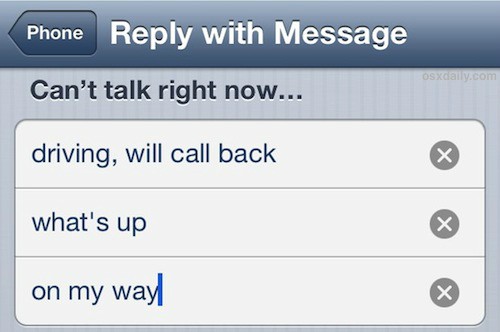 Phone
Reply with Message
osxdaily.com
Can't talk right now...
driving, will call back
what's up
on my way